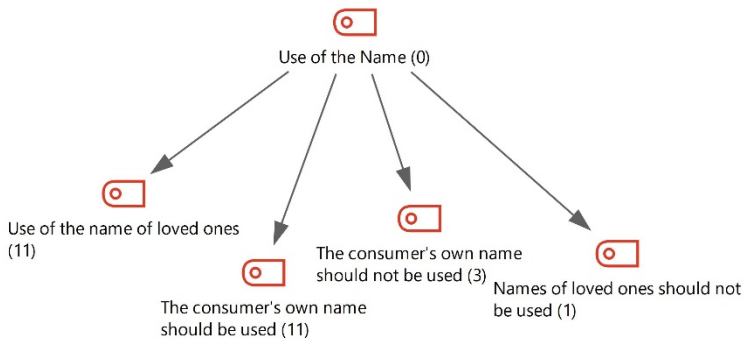 Use of the Name (0)
Use of the name of loved ones
(11)
The consumer's own name
should be used (11)
The consumer's own name
should not be used (3)
Names of loved ones should not
be used (1)